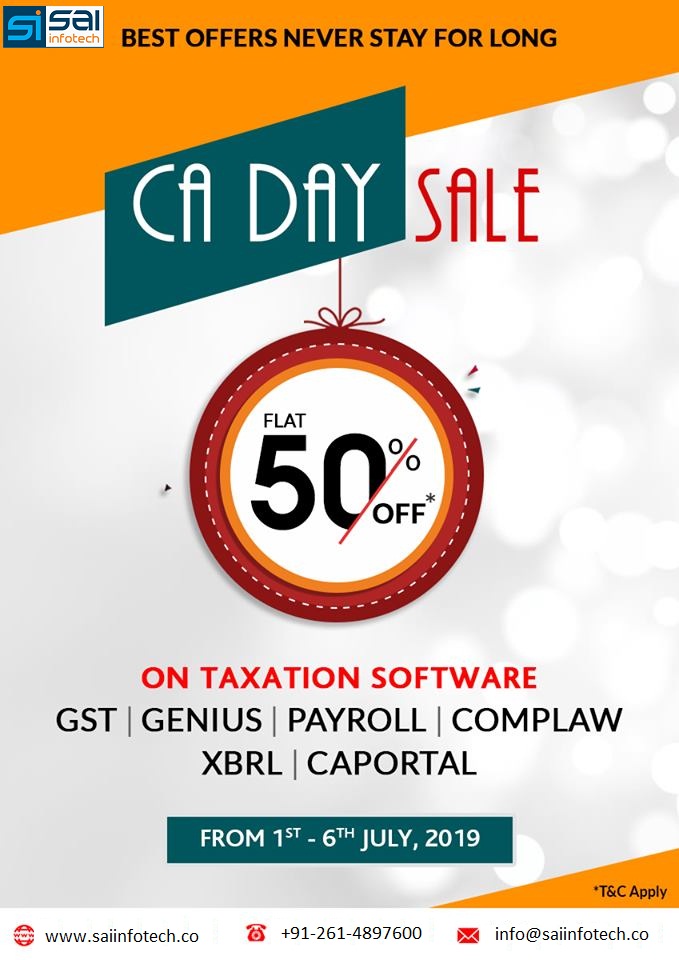 Si SaI
infotech
BEST OFFERS NEVER STAY FOR LONG
CA DAY SALE
FLAT
50%
OFF*
ON TAXATION SOFTWARE
GST | GENIUS | PAYROLL | COMPLAW
XBRL | CAPORTAL
FROM 1ST - 6TH JULY, 2019
*T&C Apply
www.saiinfotech.co +91-261-4897600 info@saiinfotech.co